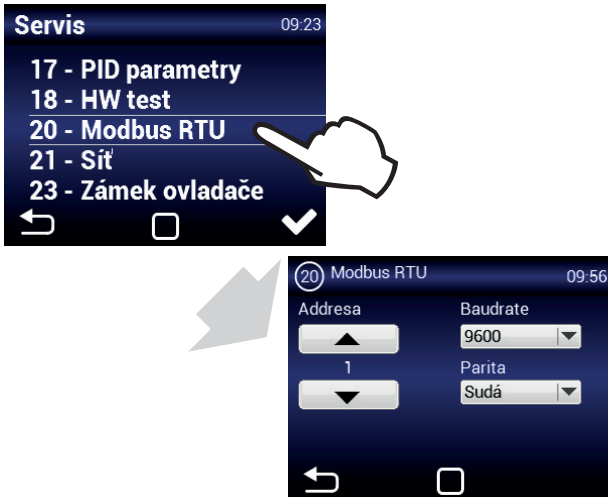 Servis 09:23
17 - PID parametry
18 - HW test
20 - Modbus RTU
21 - Síť
23 - Zámek ovladače
20 Modbus RTU 09:56
Addresa Baudrate
9600
1 Parita
Sudá